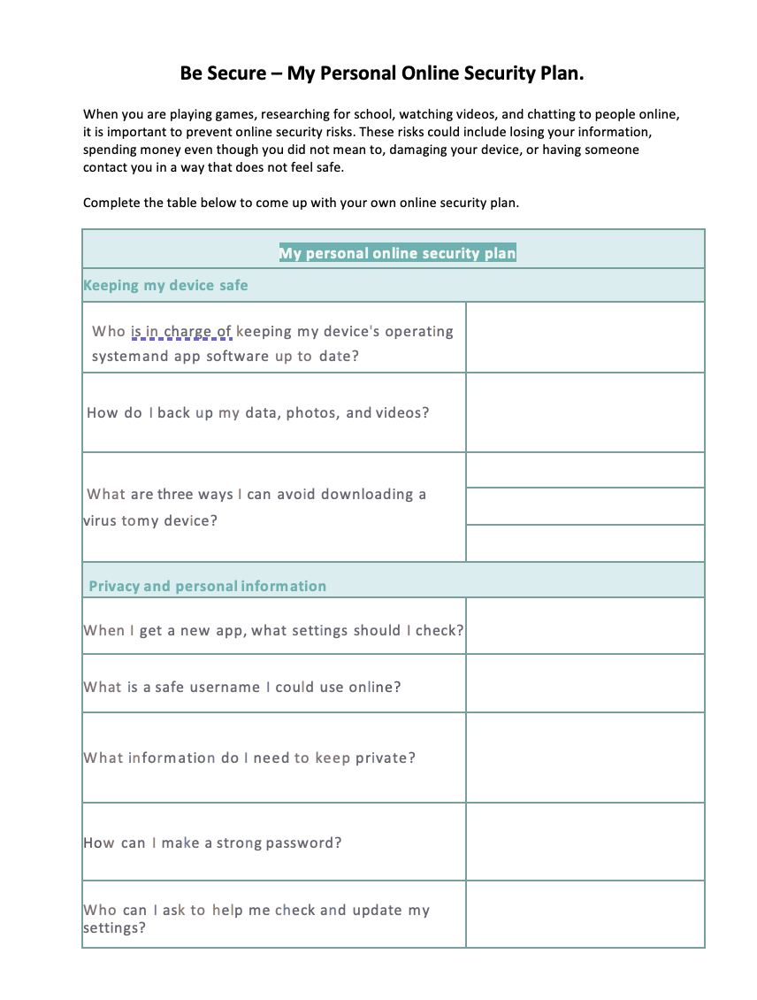 Be Secure – My Personal Online Security Plan.
When you are playing games, researching for school, watching videos, and chatting to people online,
it is important to prevent online security risks. These risks could include losing your information,
spending money even though you did not mean to, damaging your device, or having someone
contact you in a way that does not feel safe.
Complete the table below to come up with your own online security plan.
My personal online security plan
Keeping my device safe
Who is in charge of keeping my device's operating
systemand app software up to date?
How do I back up my data, photos, and videos?
What are three ways I can avoid downloading a
virus tomy device?
Privacy and personal information
When I get a new app, what settings should I check?
What is a safe username I could use online?
What information do I need to keep private?
How can I make a strong password?
Who can I ask to help me check and update my
settings?